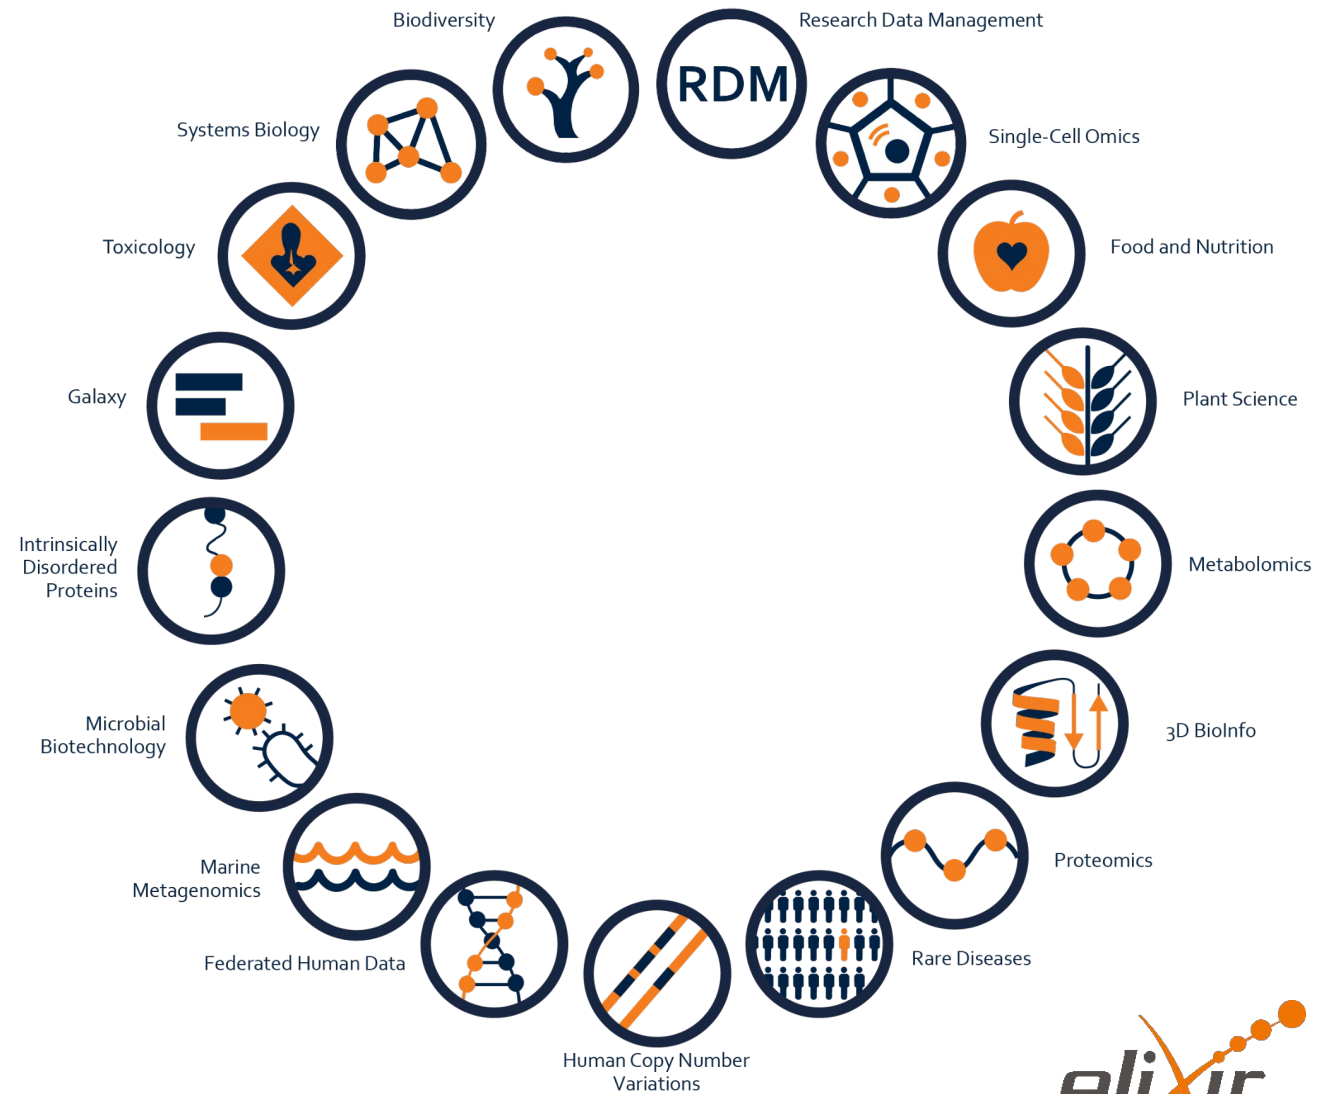 Biodiversity
Research Data Management
RDM
Systems Biology
Single-Cell Omics
Toxicology
Food and Nutrition
Galaxy
Plant Science
Intrinsically
Disordered
Proteins
Metabolomics
Microbial
Biotechnology
3D BioInfo
Marine
Metagenomics
Proteomics
Federated Human Data
Rare Diseases
Human Copy Number
Variations
elixir